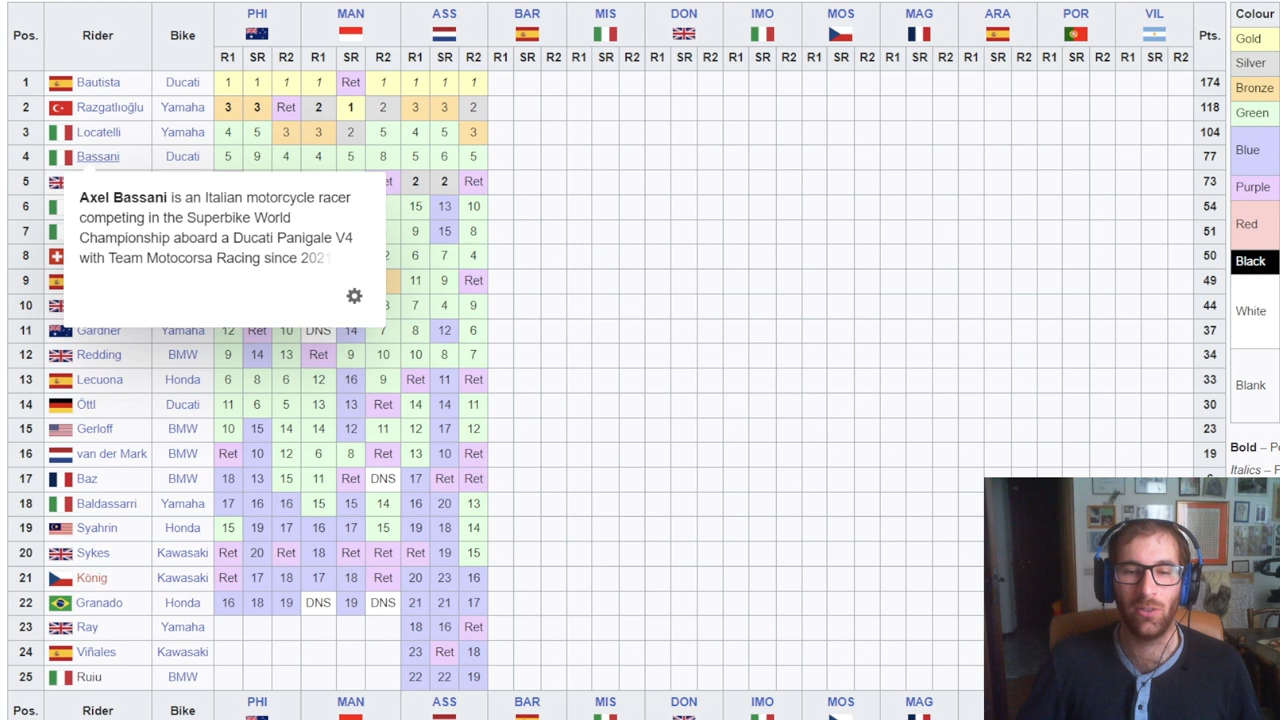 PHI MAN ASS BAR MIS DON IMO MOS MAG ARA POR VIL Colour
Pos. Rider Bike Pts.
R1 SR R2 R1 SR R2 R1 SR R2 R1 SR R2 R1 SR R2 R1 SR R2 R1 SR R2 R1 SR R2 R1 SR R2 R1 SR R2 R1 SR R2 R1 SR R2
Gold
Silver
Bronze
Green
Blue
Purple
Red
Black
White
Blank
Bold – P
Italics – F
1 Bautista Ducati 1 1 1 1 Ret 1 1 1 1 174
2 Razgatlıoğlu Yamaha 3 3 Ret 2 1 2 3 3 2 118
3 Locatelli Yamaha 4 5 3 3 2 5 4 5 3 104
4 Bassani Ducati 5 9 4 4 5 8 5 6 5 77
5 et 2 2 Ret 73
6 15 13 10 54
7 9 15 8 51
8 2 6 7 4 50
9 11 9 Ret 49
10 3 7 4 9 44
Axel Bassani is an Italian motorcycle racer
competing in the Superbike World
Championship aboard a Ducati Panigale V4
with Team Motocorsa Racing since 2021
11 Gardner Yamaha 12 Ret 10 DNS 14 7 8 12 6 37
12 Redding BMW 9 14 13 Ret 9 10 10 8 7 34
13 Lecuona Honda 6 8 6 12 16 9 Ret 11 Ret 33
14 Öttl Ducati 11 6 5 13 13 Ret 14 14 11 30
15 Gerloff BMW 10 15 14 14 12 11 12 17 12 23
16 van der Mark BMW Ret 10 12 6 8 Ret 13 10 Ret 19
17 Baz BMW 18 13 15 11 Ret DNS 17 Ret Ret
18 Baldassarri Yamaha 17 16 16 15 15 14 16 20 13
19 Syahrin Honda 15 19 17 16 17 15 19 18 14
20 Sykes Kawasaki Ret 20 Ret 18 Ret Ret Ret 19 15
21 König Kawasaki Ret 17 18 17 18 Ret 20 23 16
22 Granado Honda 16 18 19 DNS 19 DNS 21 21 17
23 Ray Yamaha 18 16 Ret
24 Viñales Kawasaki 23 Ret 18
25 Ruiu BMW 22 22 19
PHI MAN ASS BAR MIS DON IMO MOS MAG
Pos. Rider Bike